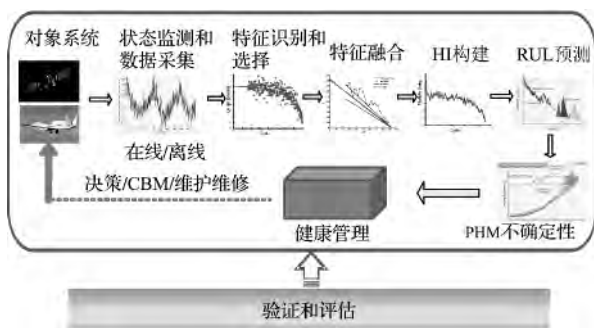 对象系统
状态监测和
数据采集
特征识别和
选择
特征融合
HI构建
RUL预测
在线/离线
决策/CBM/维护维修
健康管理
PHM不确定性
验证和评估